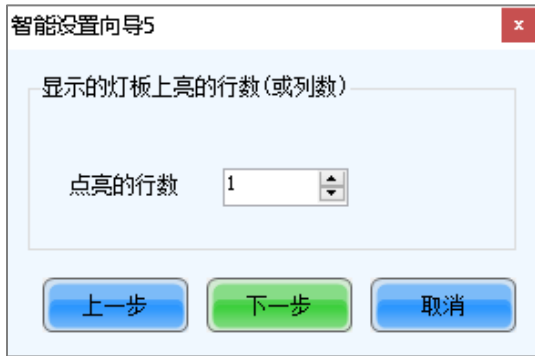 智能设置向导5
x
显示的灯板上亮的行数(或列数)
点亮的行数 1
上一步 下一步 取消